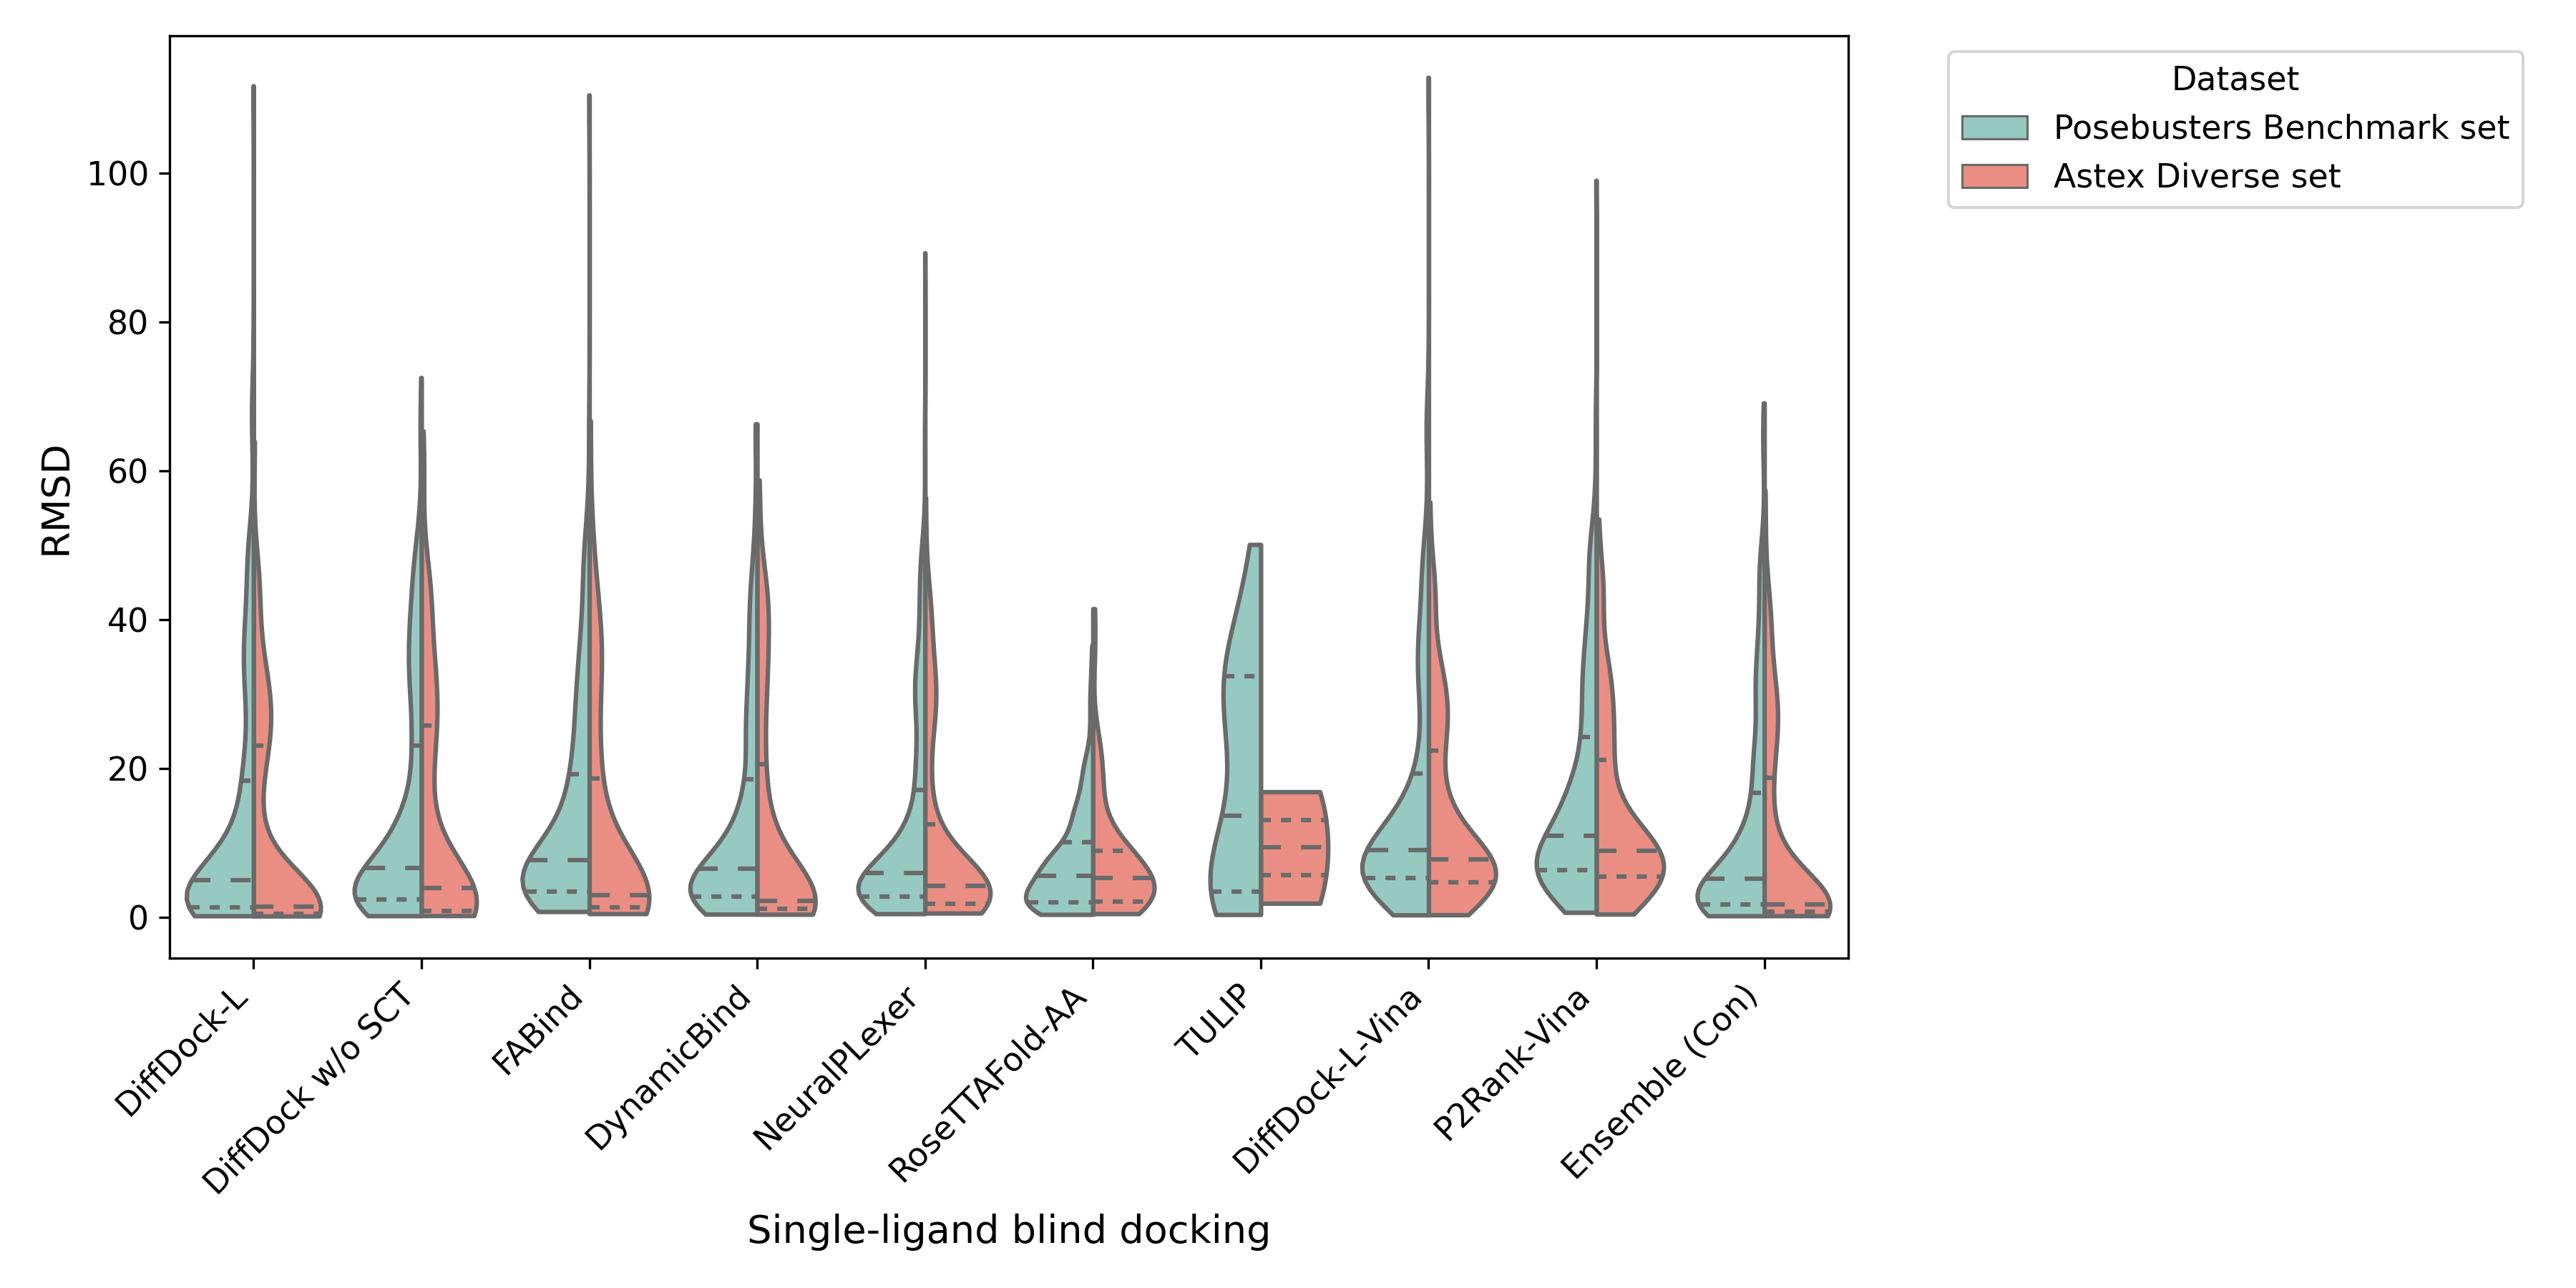 Dataset
Posebusters Benchmark set
Astex Diverse set
RMSD
100
80
60
40
20
0
DiffDock-L
DiffDock w/o SCT
FABind
DynamicBind
NeuralPLexer
RoseTTAFold-AA
TULIP
DiffDock-L-Vina
P2Rank-Vina
Ensemble (Con)
Single-ligand blind docking